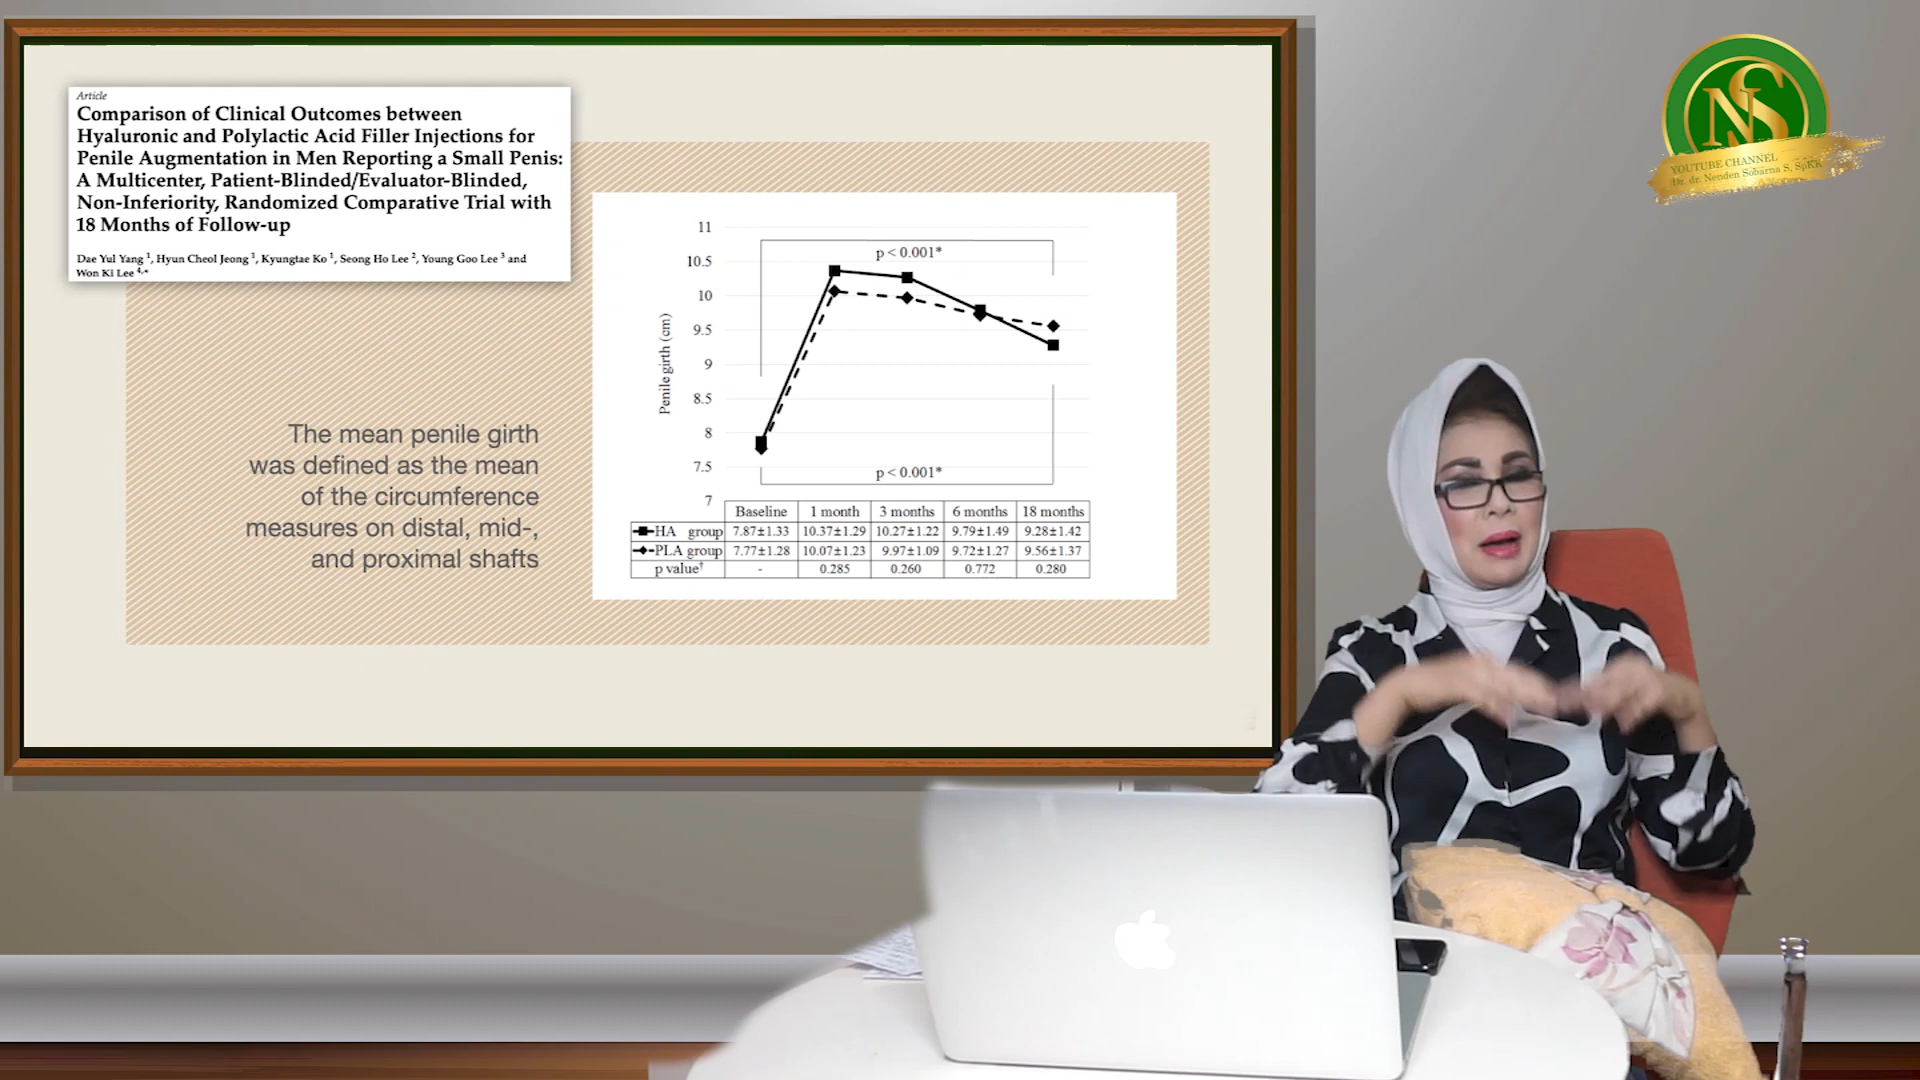 Article
Comparison of Clinical Outcomes between
Hyaluronic and Polylactic Acid Filler Injections for
Penile Augmentation in Men Reporting a Small Penis:
A Multicenter, Patient-Blinded/Evaluator-Blinded,
Non-Inferiority, Randomized Comparative Trial with
18 Months of Follow-up
Dae Yul Yang 1, Hyun Cheol Jeong 1, Kyungtae Ko 1, Seong Ho Lee 2, Young Goo Lee 3 and
Won Ki Lee 4,*
The mean penile girth
was defined as the mean
of the circumference
measures on distal, mid-,
and proximal shafts
Penile girth (cm)
11
10.5
10
9.5
9
8.5
8
7.5
7
p < 0.001*
p < 0.001*
Baseline 1 month 3 months 6 months 18 months
HA group 7.87±1.33 10.37±1.29 10.27±1.22 9.79±1.49 9.28±1.42
PLA group 7.77±1.28 10.07±1.23 9.97±1.09 9.72±1.27 9.56±1.37
p value† - 0.285 0.260 0.772 0.280
NS
YOUTUBE CHANNEL
Dr. dr. Nenden Sobarna S, SpKK